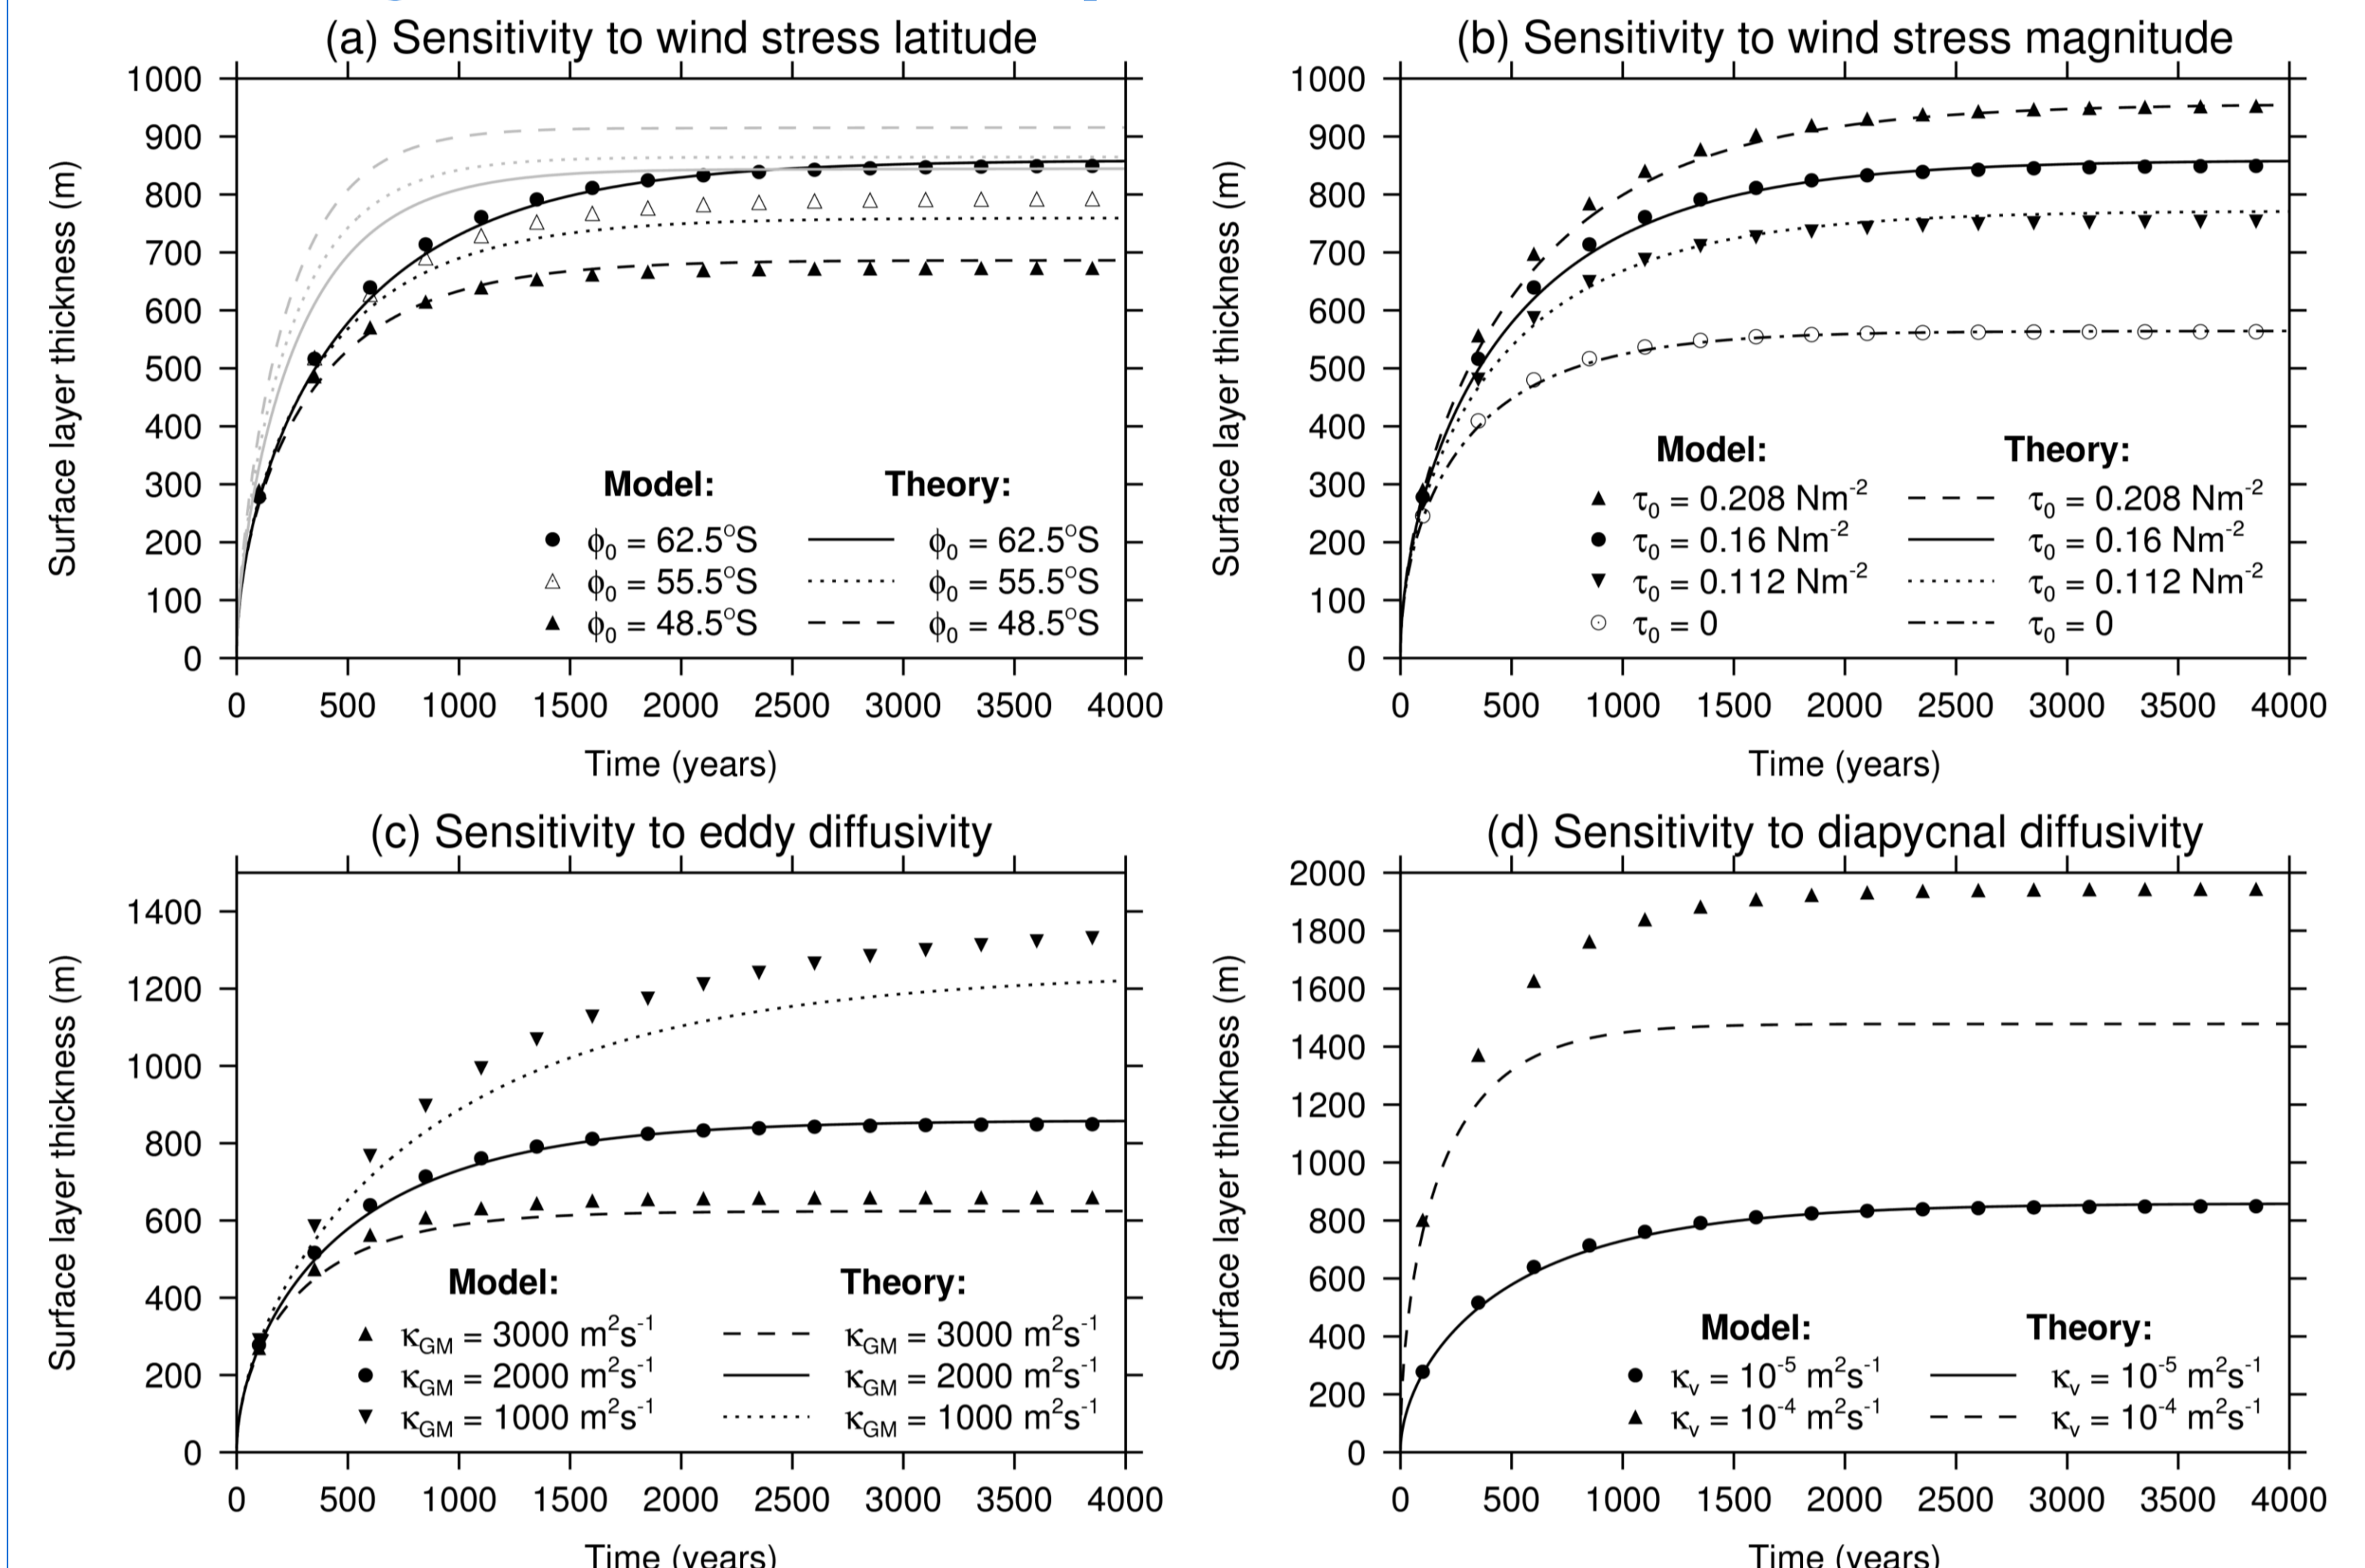 (a) Sensitivity to wind stress latitude
Surface layer thickness (m)
1000
900
800
700
600
500
400
300
200
100
0
Model: Theory:
ϕ₀ = 62.5°S ϕ₀ = 62.5°S
ϕ₀ = 55.5°S ϕ₀ = 55.5°S
ϕ₀ = 48.5°S ϕ₀ = 48.5°S
0 500 1000 1500 2000 2500 3000 3500 4000
Time (years)
(b) Sensitivity to wind stress magnitude
Surface layer thickness (m)
1000
900
800
700
600
500
400
300
200
100
0
Model: Theory:
τ₀ = 0.208 Nm⁻² τ₀ = 0.208 Nm⁻²
τ₀ = 0.16 Nm⁻² τ₀ = 0.16 Nm⁻²
τ₀ = 0.112 Nm⁻² τ₀ = 0.112 Nm⁻²
τ₀ = 0 τ₀ = 0
0 500 1000 1500 2000 2500 3000 3500 4000
Time (years)
(c) Sensitivity to eddy diffusivity
Surface layer thickness (m)
1400
1200
1000
800
600
400
200
0
Model: Theory:
κGM = 3000 m²s⁻¹ κGM = 3000 m²s⁻¹
κGM = 2000 m²s⁻¹ κGM = 2000 m²s⁻¹
κGM = 1000 m²s⁻¹ κGM = 1000 m²s⁻¹
0 500 1000 1500 2000 2500 3000 3500 4000
Time (years)
(d) Sensitivity to diapycnal diffusivity
Surface layer thickness (m)
2000
1800
1600
1400
1200
1000
800
600
400
200
0
Model: Theory:
κᵥ = 10⁻⁵ m²s⁻¹ κᵥ = 10⁻⁵ m²s⁻¹
κᵥ = 10⁻⁴ m²s⁻¹ κᵥ = 10⁻⁴ m²s⁻¹
0 500 1000 1500 2000 2500 3000 3500 4000
Time (years)